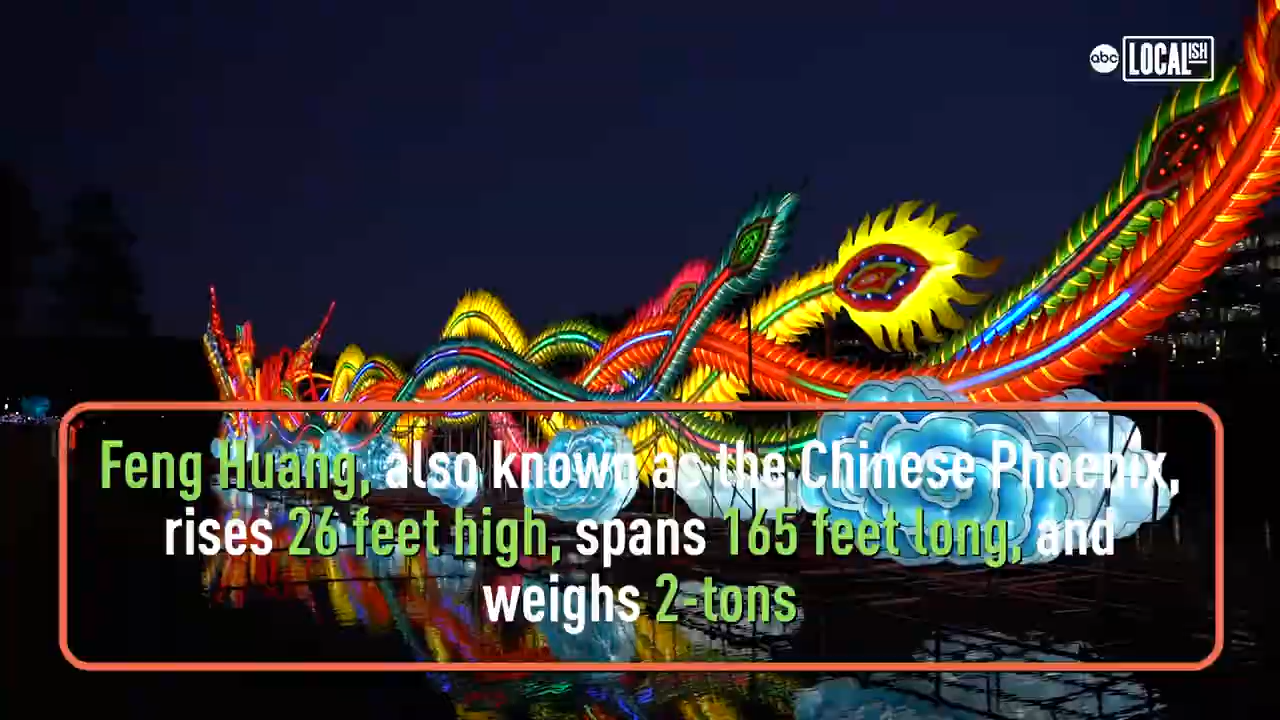 abc LOCALISH
Feng Huang, also known as the Chinese Phoenix,
rises 26 feet high, spans 165 feet long, and
weighs 2-tons